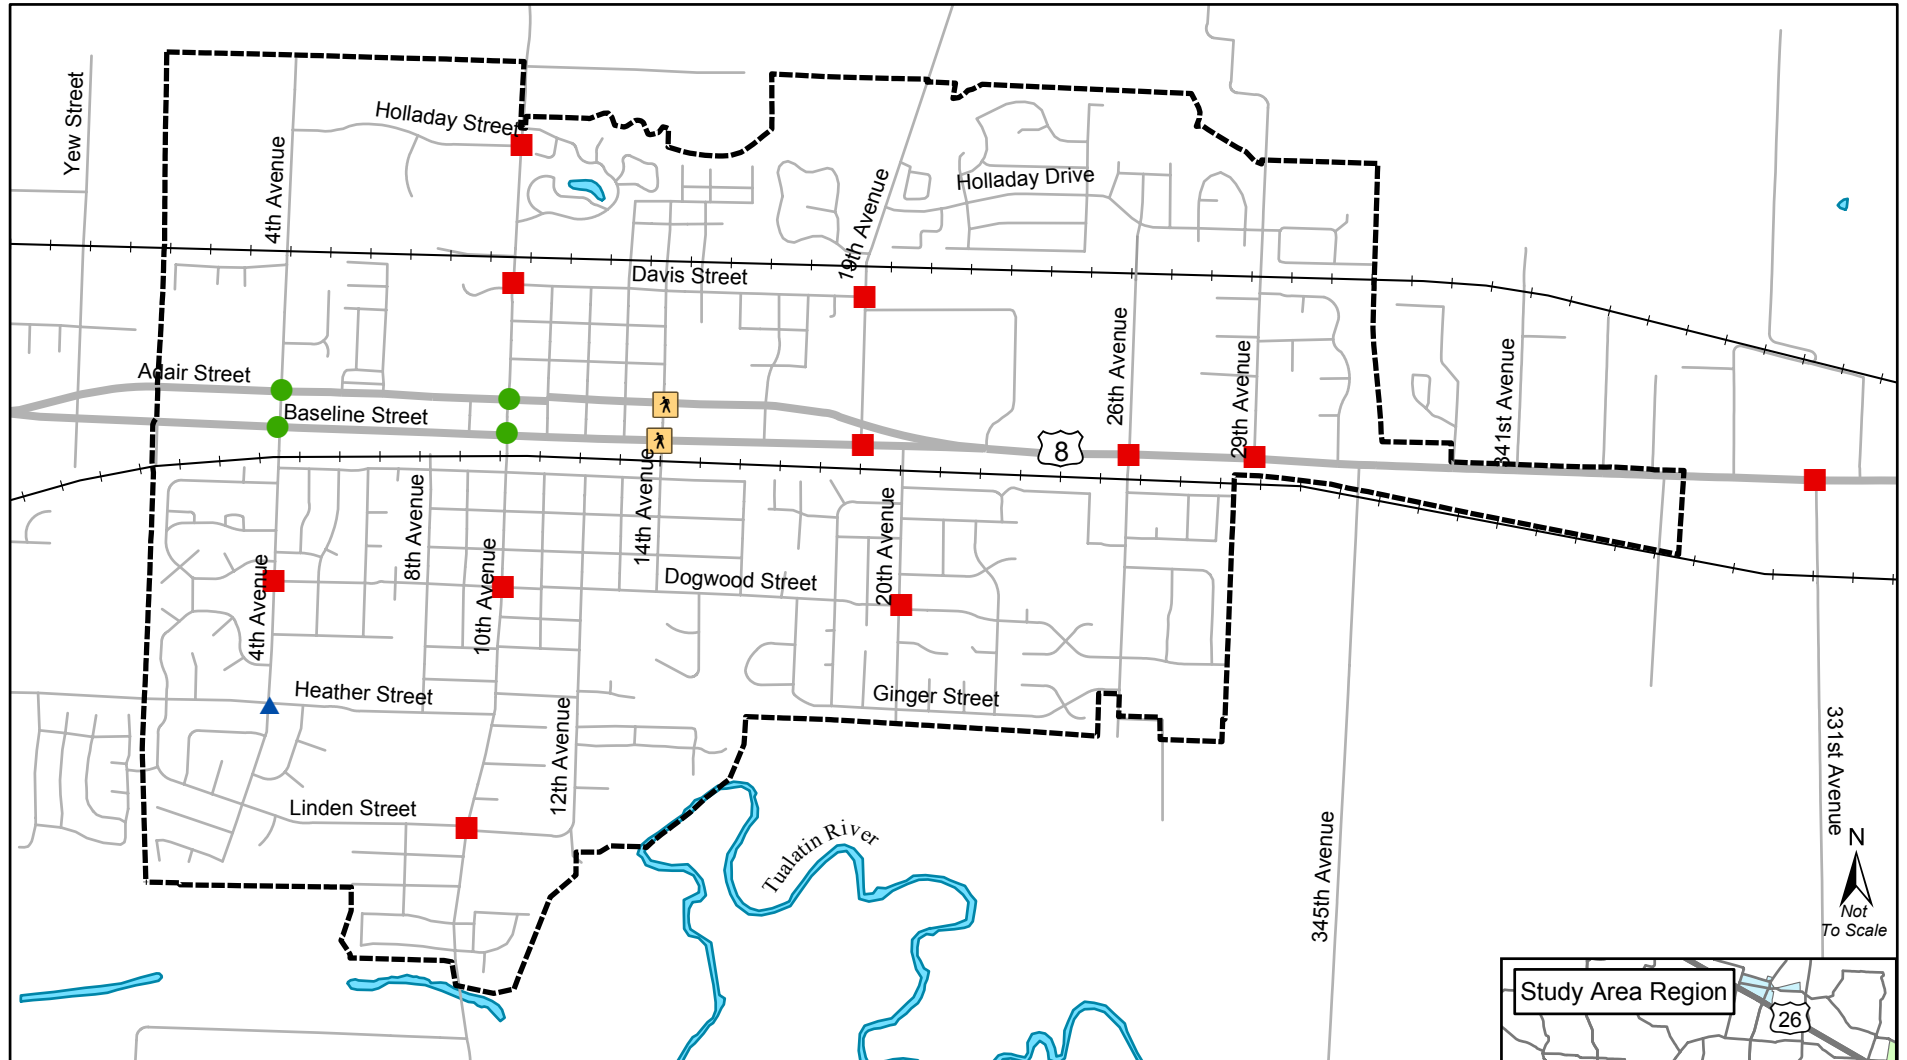 Yew Street
Holladay Street
4th Avenue
19th Avenue
Holladay Drive
Davis Street
Adair Street
Baseline Street
26th Avenue
29th Avenue
341st Avenue
8
8th Avenue
14th Avenue
20th Avenue
4th Avenue
10th Avenue
Dogwood Street
Heather Street
Ginger Street
12th Avenue
Linden Street
Tualatin River
345th Avenue
331st Avenue
N
Not
To Scale
Study Area Region
26